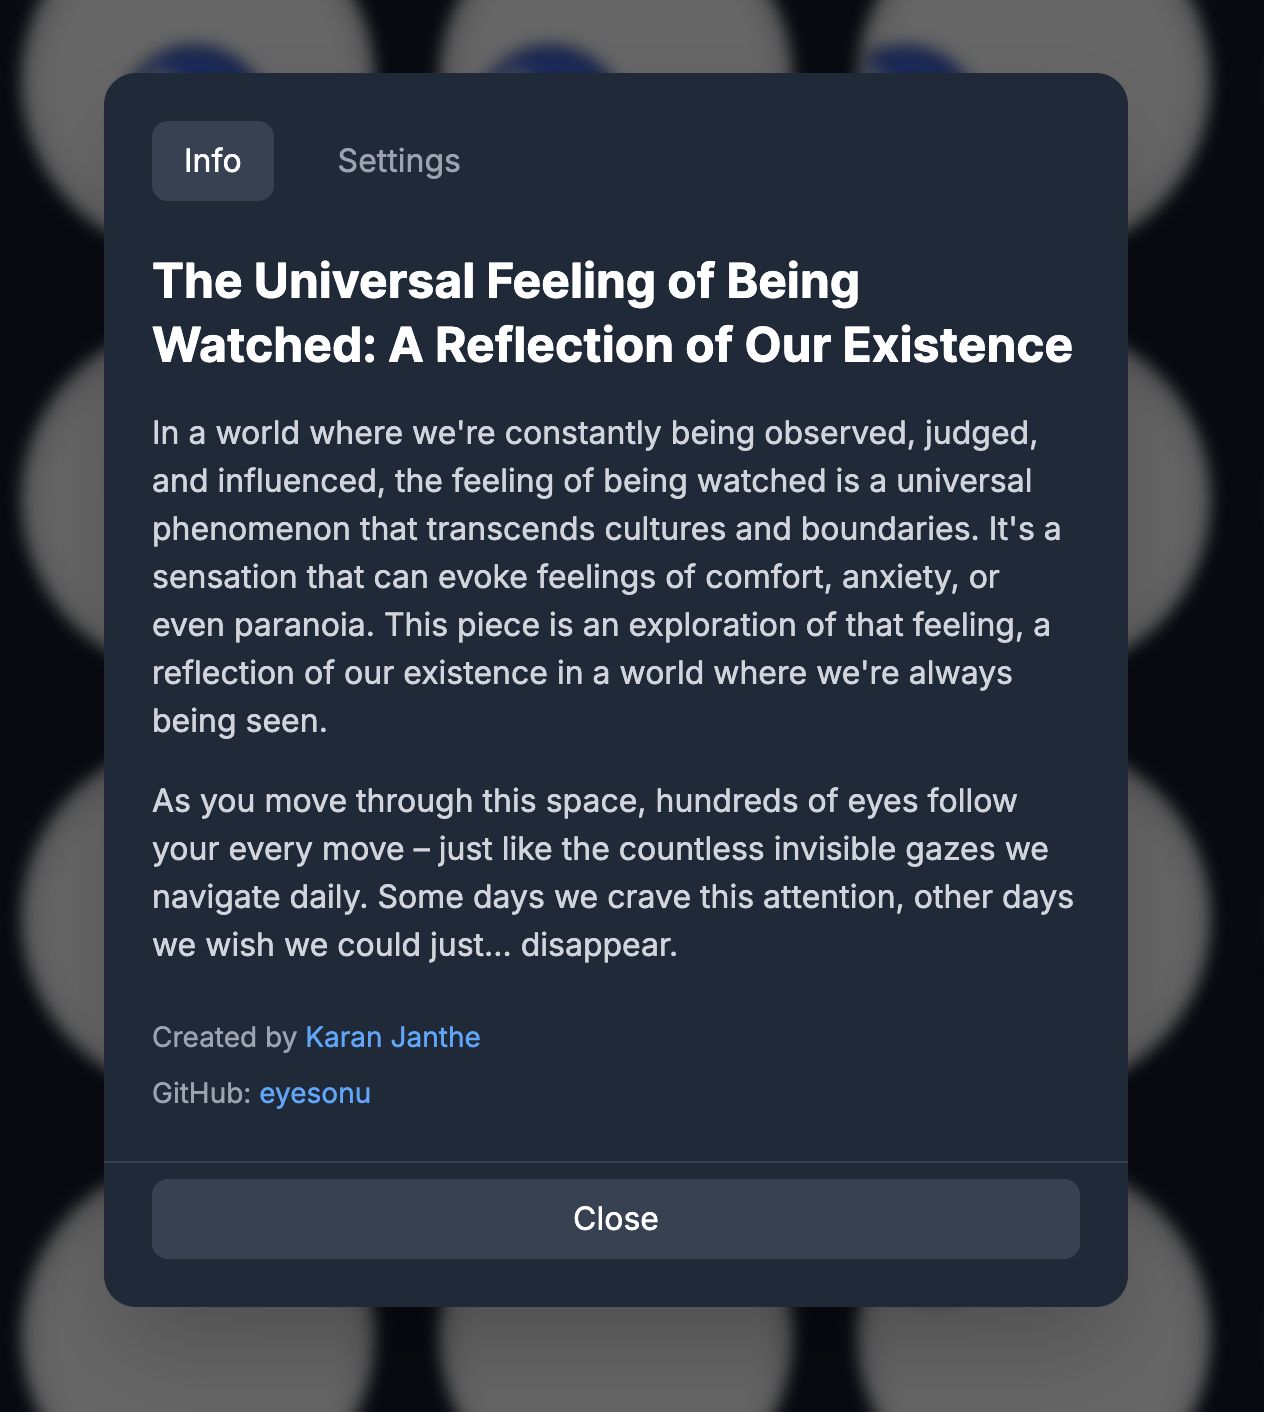 Info
Settings
The Universal Feeling of Being
Watched: A Reflection of Our Existence
In a world where we're constantly being observed, judged,
and influenced, the feeling of being watched is a universal
phenomenon that transcends cultures and boundaries. It's a
sensation that can evoke feelings of comfort, anxiety, or
even paranoia. This piece is an exploration of that feeling, a
reflection of our existence in a world where we're always
being seen.
As you move through this space, hundreds of eyes follow
your every move – just like the countless invisible gazes we
navigate daily. Some days we crave this attention, other days
we wish we could just... disappear.
Created by Karan Janthe
GitHub: eyesonu
Close